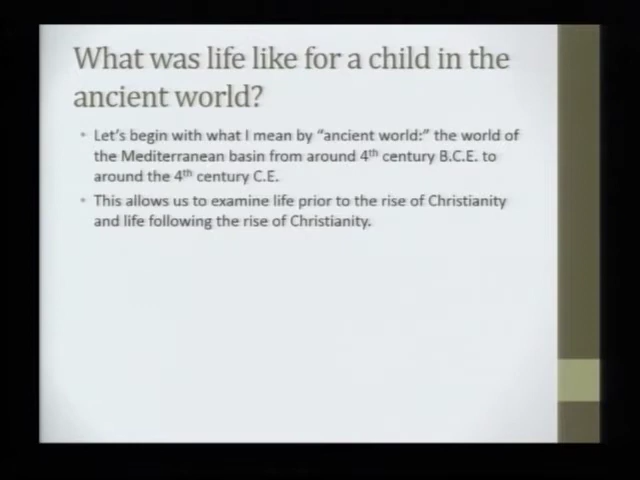 What was life like for a child in the
ancient world?
• Let's begin with what I mean by “ancient world:” the world of
the Mediterranean basin from around 4th century B.C.E. to
around the 4th century C.E.
• This allows us to examine life prior to the rise of Christianity
and life following the rise of Christianity.